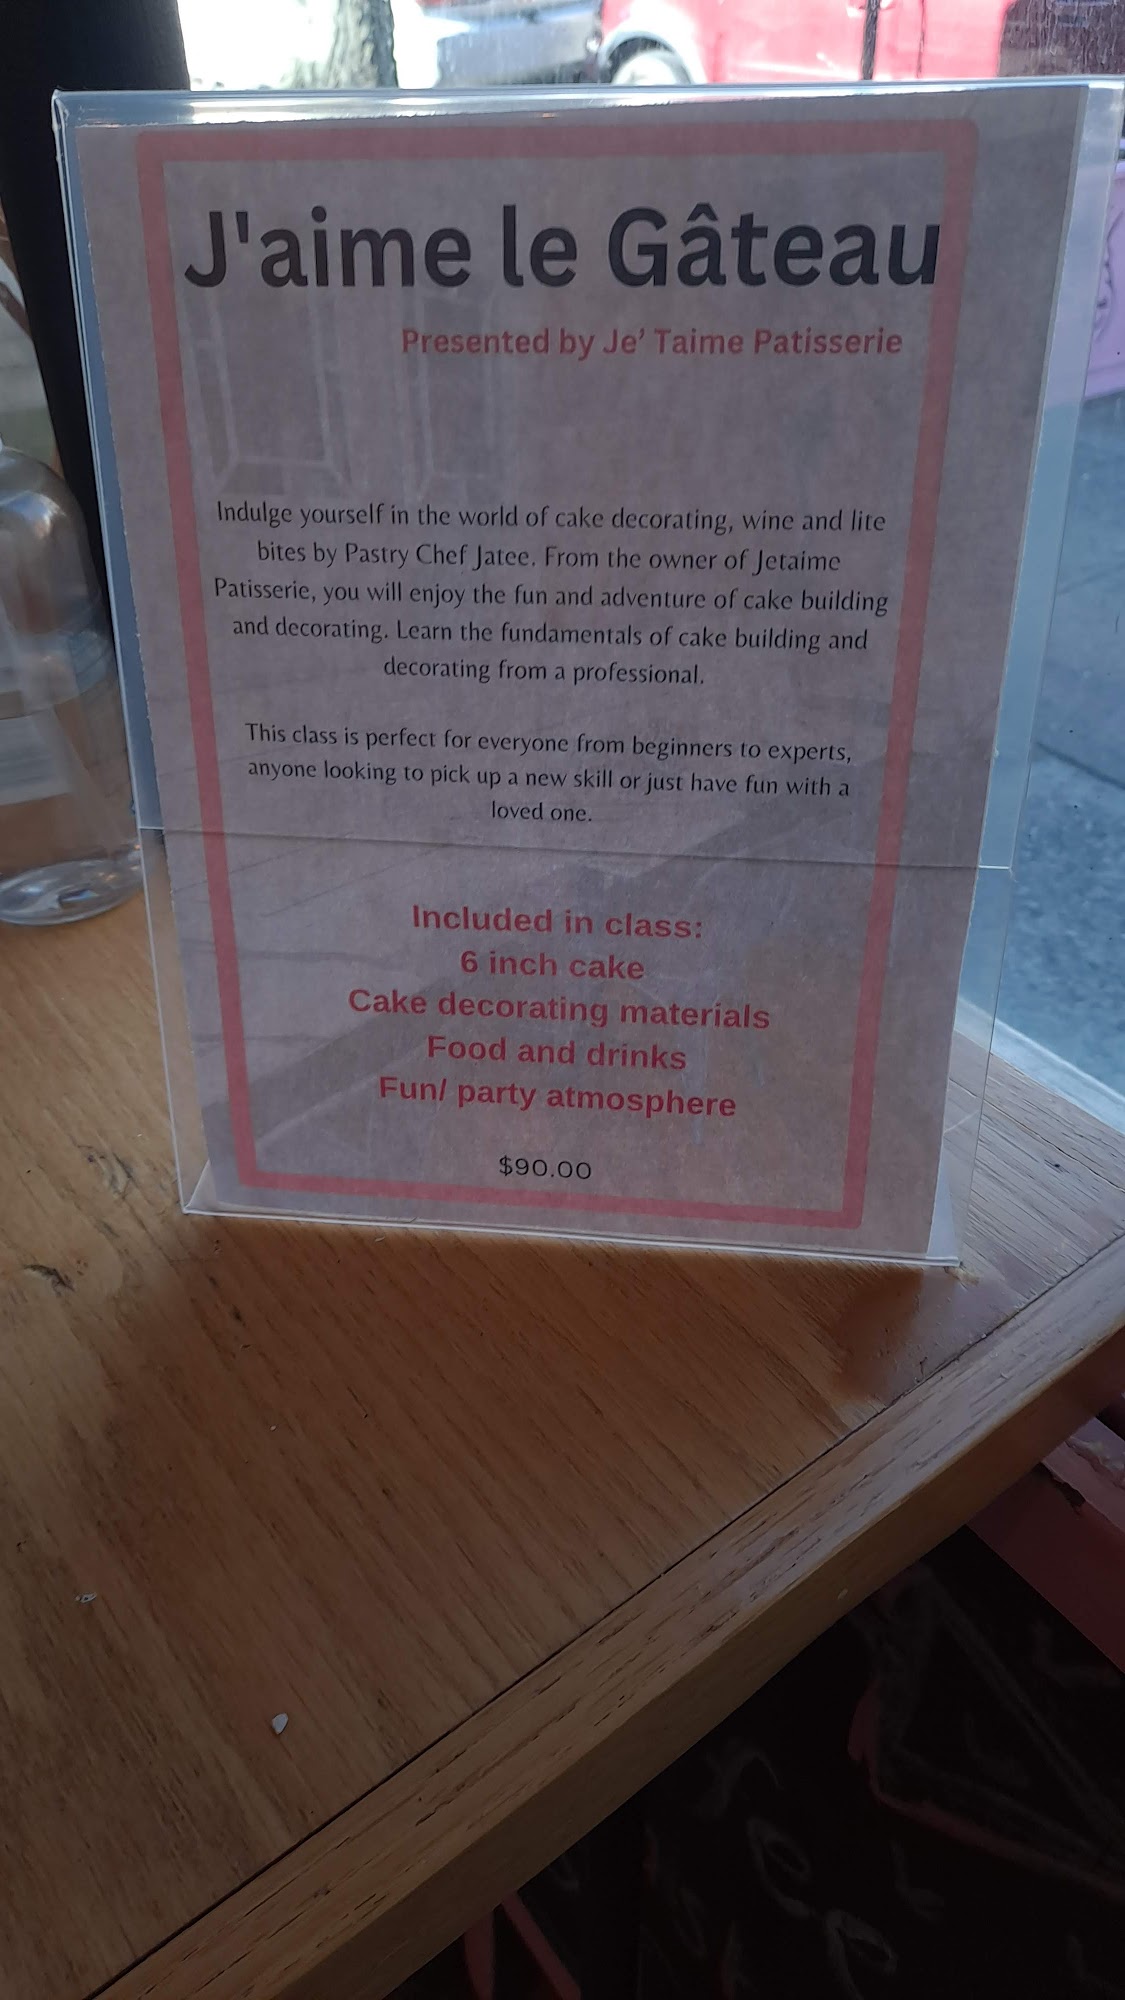 J'aime le Gâteau
Presented by Je' Taime Patisserie
Indulge yourself in the world of cake decorating, wine and lite
bites by Pastry Chef Jatee. From the owner of Jetaime
Patisserie, you will enjoy the fun and adventure of cake building
and decorating. Learn the fundamentals of cake building and
decorating from a professional.
This class is perfect for everyone from beginners to experts,
anyone looking to pick up a new skill or just have fun with a
loved one.
Included in class:
6 inch cake
Cake decorating materials
Food and drinks
Fun/ party atmosphere
$90.00